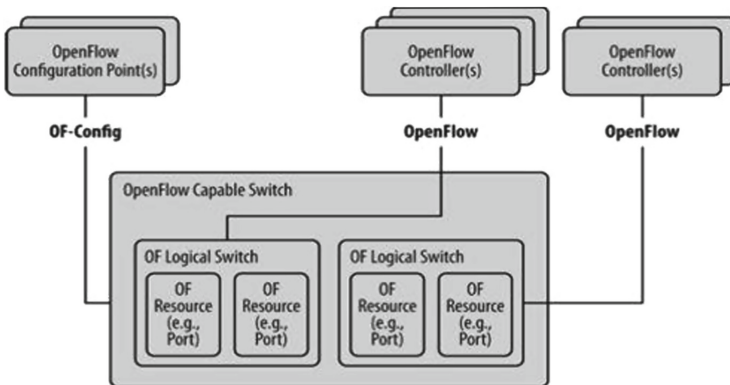 OpenFlow
Configuration Point(s)
OpenFlow
Controller(s)
OpenFlow
Controller(s)
OF-Config
OpenFlow
OpenFlow
OpenFlow Capable Switch
OF Logical Switch
OF
Resource
(e.g.,
Port)
OF
Resource
(e.g.,
Port)
OF Logical Switch
OF
Resource
(e.g.,
Port)
OF
Resource
(e.g.,
Port)